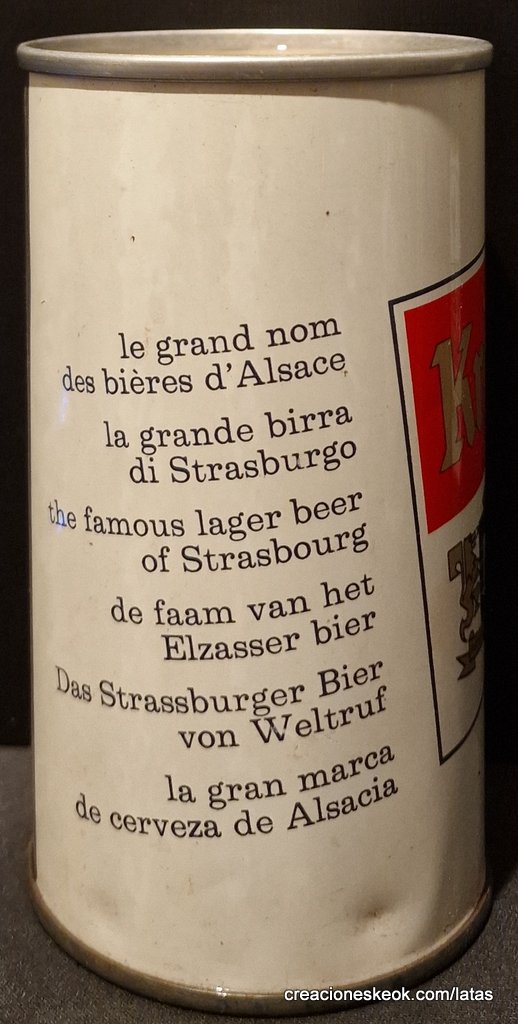 le grand nom
des bières d'Alsace
la grande birra
di Strasburgo
the famous lager beer
of Strasbourg
de faam van het
Elzasser bier
Das Strassburger Bier
von Weltruf
la gran marca
de cerveza de Alsacia
creacioneskeok.com/latas